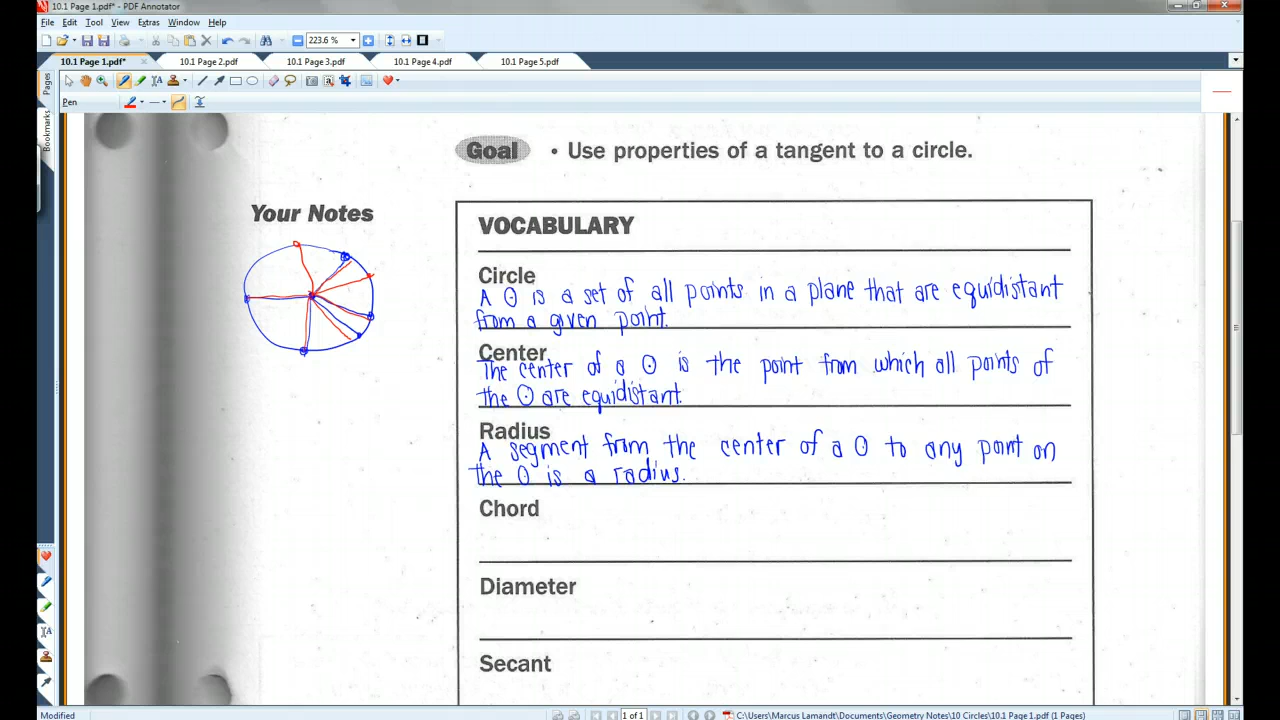 10.1 Page 1.pdf* - PDF Annotator
File Edit Tool View Extras Window Help
223.6 %
10.1 Page 1.pdf* 10.1 Page 2.pdf 10.1 Page 3.pdf 10.1 Page 4.pdf 10.1 Page 5.pdf
Pages
Bookmarks
Pen
Goal • Use properties of a tangent to a circle.
Your Notes
VOCABULARY
Circle
A ⊙ is a set of all points in a plane that are equidistant
from a given point.
Center
The center of a ⊙ is the point from which all points of
the ⊙ are equidistant.
Radius
A segment from the center of a ⊙ to any point on
the ⊙ is a radius.
Chord
Diameter
Secant
Modified 1 of 1 C:\Users\Marcus Lamandt\Documents\Geometry Notes\10 Circles\10.1 Page 1.pdf (1 Pages)